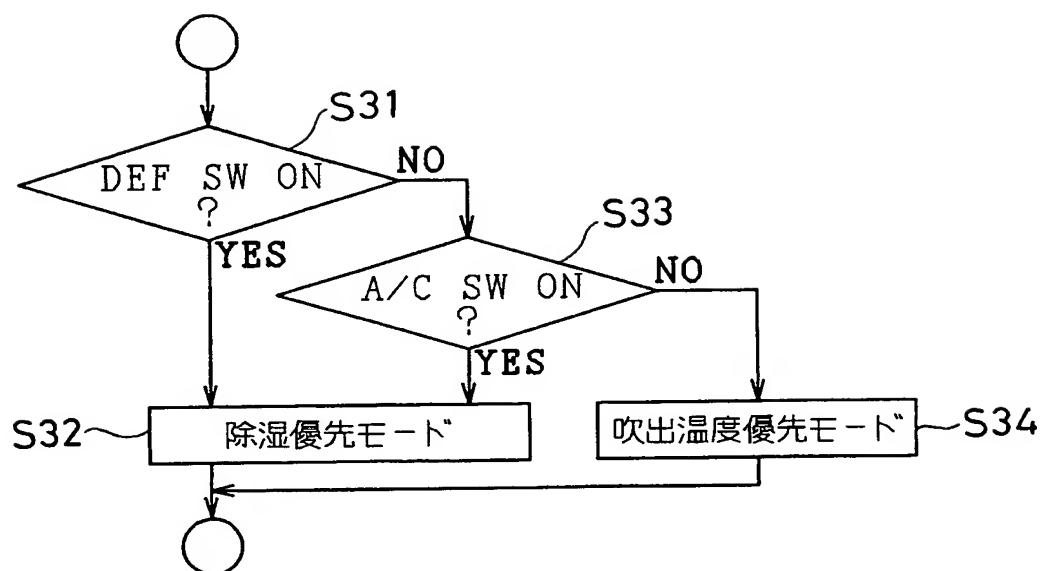 S31
DEF SW ON
?
NO
YES
S33
A/C SW ON
?
NO
YES
S32
除湿優先モード
吹出温度優先モード
S34